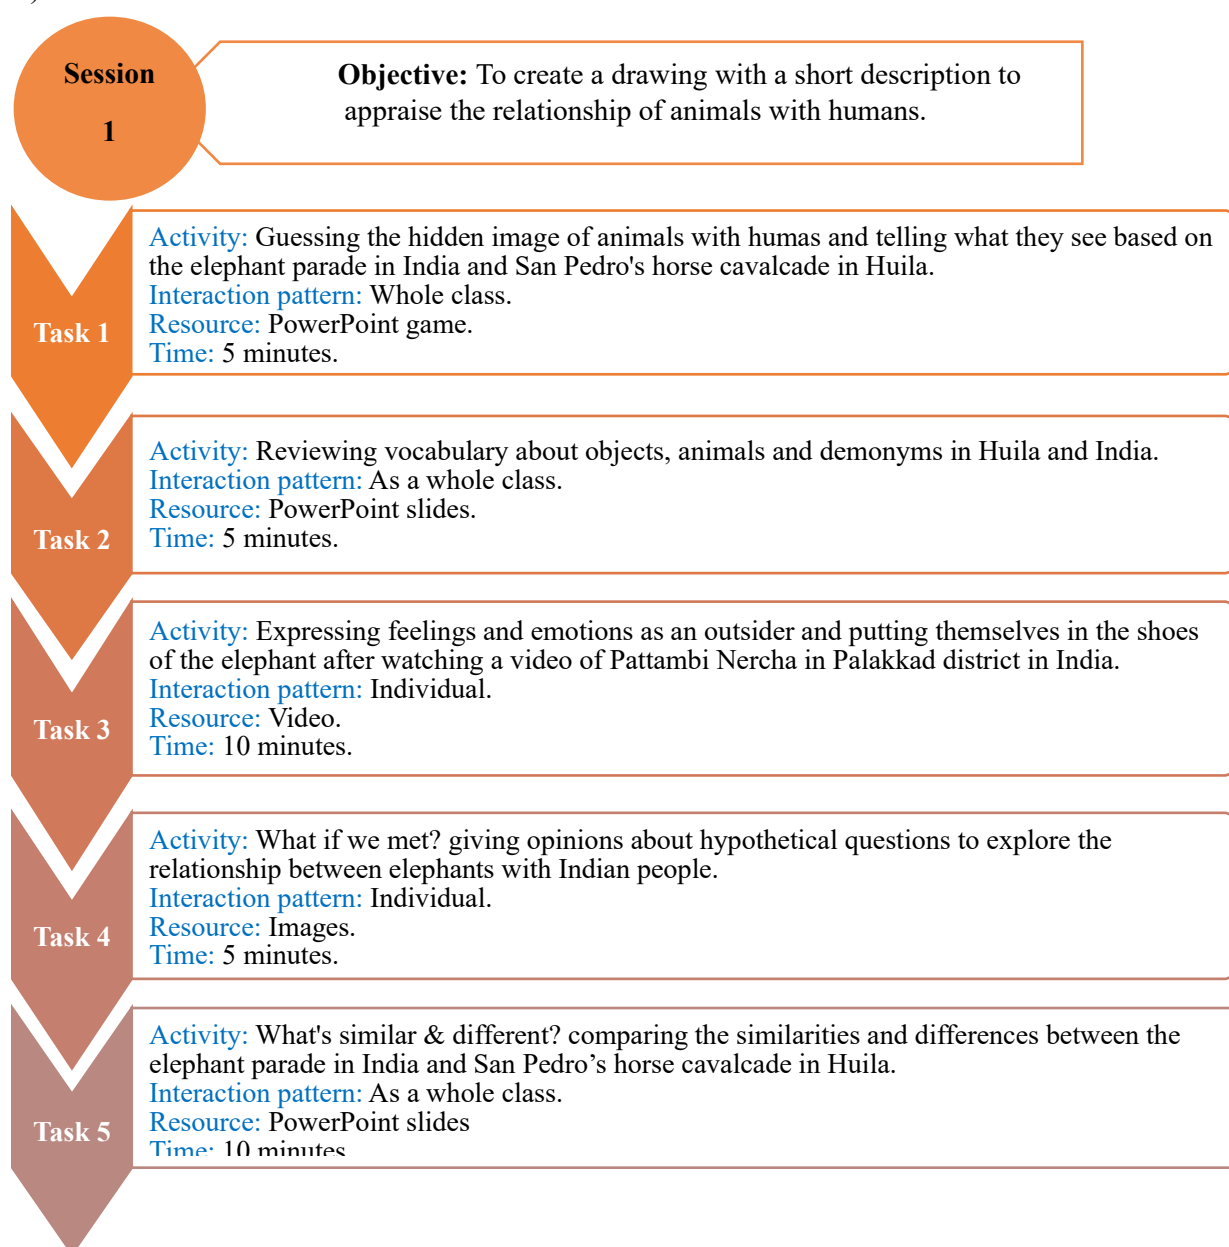 Session
1
Objective: To create a drawing with a short description to
appraise the relationship of animals with humans.
Task 1
Activity: Guessing the hidden image of animals with humas and telling what they see based on
the elephant parade in India and San Pedro's horse cavalcade in Huila.
Interaction pattern: Whole class.
Resource: PowerPoint game.
Time: 5 minutes.
Task 2
Activity: Reviewing vocabulary about objects, animals and demonyms in Huila and India.
Interaction pattern: As a whole class.
Resource: PowerPoint slides.
Time: 5 minutes.
Task 3
Activity: Expressing feelings and emotions as an outsider and putting themselves in the shoes
of the elephant after watching a video of Pattambi Nercha in Palakkad district in India.
Interaction pattern: Individual.
Resource: Video.
Time: 10 minutes.
Task 4
Activity: What if we met? giving opinions about hypothetical questions to explore the
relationship between elephants with Indian people.
Interaction pattern: Individual.
Resource: Images.
Time: 5 minutes.
Task 5
Activity: What's similar & different? comparing the similarities and differences between the
elephant parade in India and San Pedro’s horse cavalcade in Huila.
Interaction pattern: As a whole class.
Resource: PowerPoint slides
Time: 10 minutes